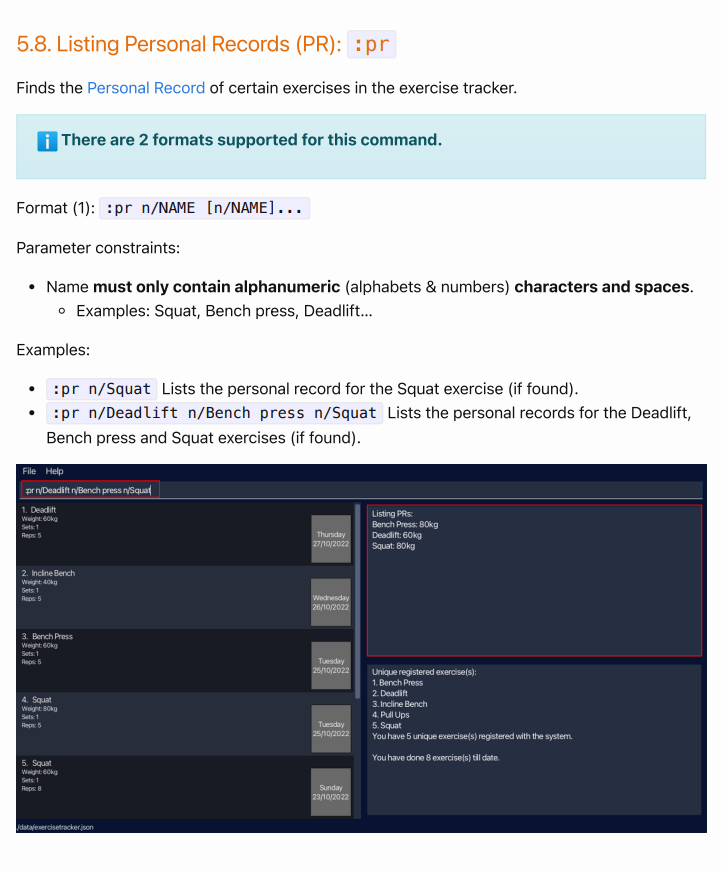 5.8. Listing Personal Records (PR): :pr
Finds the Personal Record of certain exercises in the exercise tracker.
There are 2 formats supported for this command.
Format (1): :pr n/NAME [n/NAME]...
Parameter constraints:
Name must only contain alphanumeric (alphabets & numbers) characters and spaces.
Examples: Squat, Bench press, Deadlift...
Examples:
:pr n/Squat Lists the personal record for the Squat exercise (if found).
:pr n/Deadlift n/Bench press n/Squat Lists the personal records for the Deadlift,
Bench press and Squat exercises (if found).
File Help
:pr n/Deadlift n/Bench press n/Squat
1. Deadlift
Weight: 60kg
Sets: 1
Reps: 5
Thursday
27/10/2022
2. Incline Bench
Weight: 40kg
Sets: 1
Reps: 5
Wednesday
26/10/2022
3. Bench Press
Weight: 60kg
Sets: 1
Reps: 5
Tuesday
25/10/2022
4. Squat
Weight: 80kg
Sets: 1
Reps: 5
Tuesday
25/10/2022
5. Squat
Weight: 60kg
Sets: 1
Reps: 8
Sunday
23/10/2022
Listing PRs:
Bench Press: 80kg
Deadlift: 60kg
Squat: 80kg
Unique registered exercise(s):
1. Bench Press
2. Deadlift
3. Incline Bench
4. Pull Ups
5. Squat
You have 5 unique exercise(s) registered with the system.
You have done 8 exercise(s) till date.
/data/exercisetracker.json